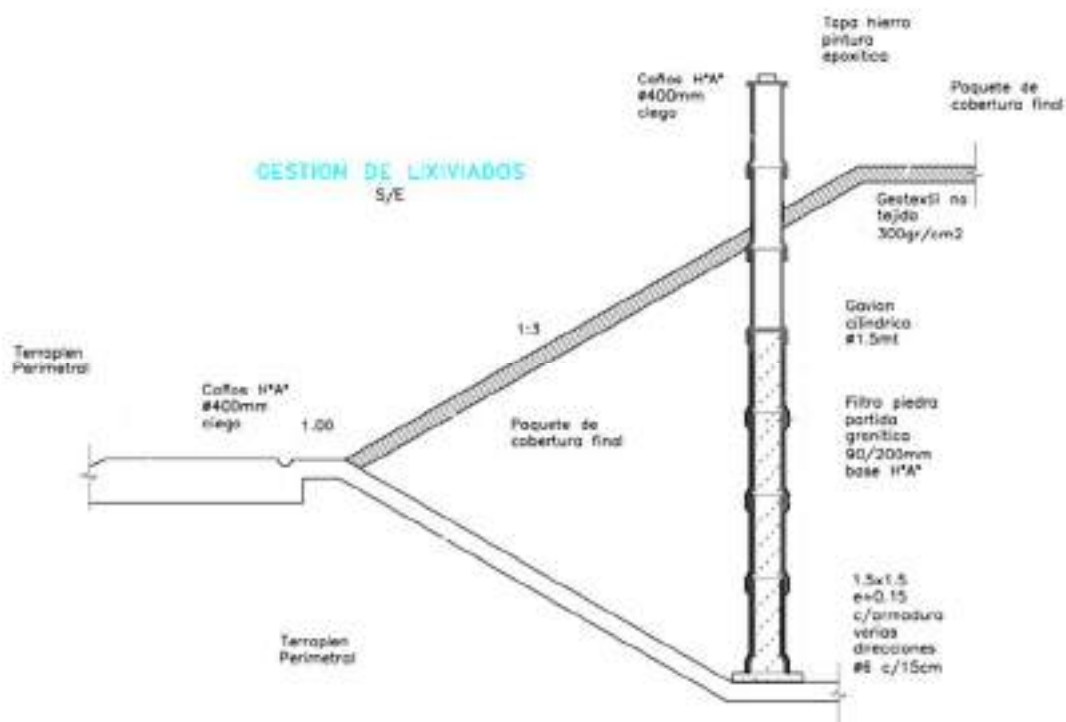 Tapa hierro
pintura
epoxitica
Caños H°A°
ø400mm
ciego
Paquete de
cobertura final
GESTION DE LIXIVIADOS
S/E
Geotextil no
tejido
300gr/cm2
Gavion
cilindrico
ø1.5mt
1:3
Terraplen
Perimetral
Caños H°A°
ø400mm
ciego
1.00
Paquete de
cobertura final
Filtro piedra
partida
granitica
90/200mm
base H°A°
1.5x1.5
e=0.15
c/armadura
varias
direcciones
ø6 c/15cm
Terraplen
Perimetral